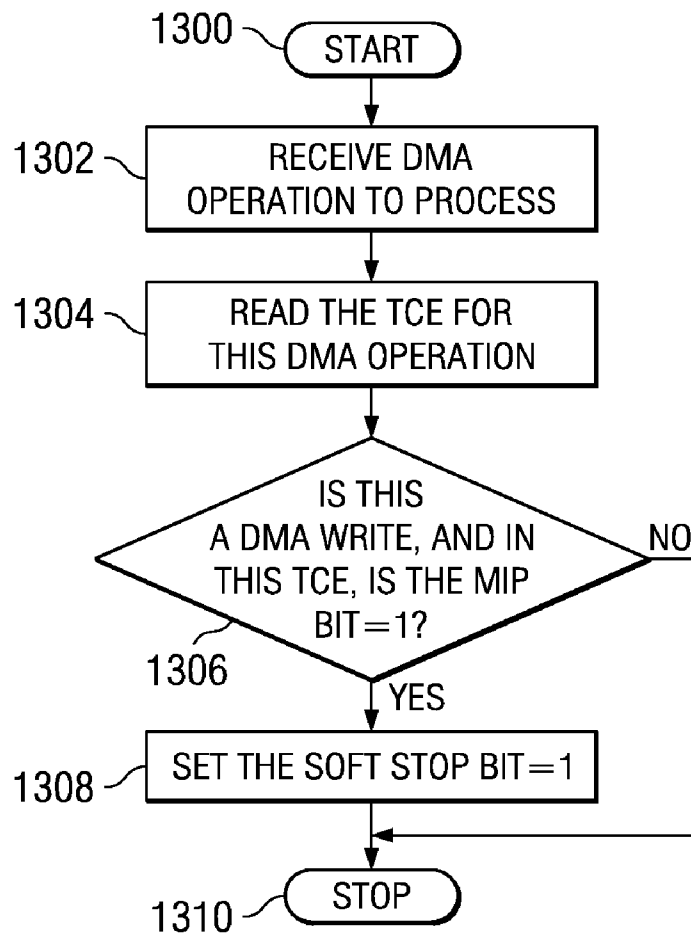 1300
START
1302
RECEIVE DMA
OPERATION TO PROCESS
1304
READ THE TCE FOR
THIS DMA OPERATION
IS THIS
A DMA WRITE, AND IN
THIS TCE, IS THE MIP
BIT=1?
NO
1306
YES
1308
SET THE SOFT STOP BIT=1
STOP
1310